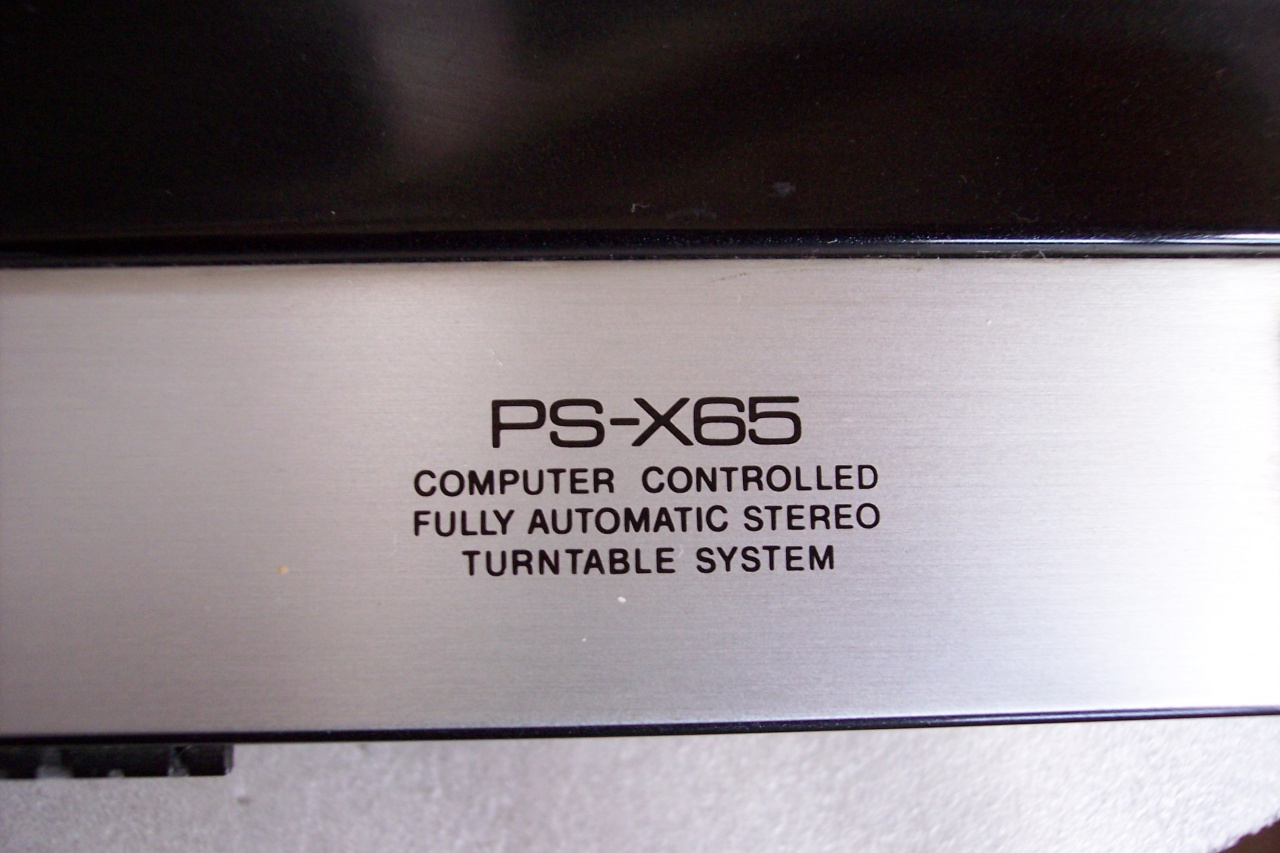 PS-X65
COMPUTER CONTROLLED
FULLY AUTOMATIC STEREO
TURNTABLE SYSTEM